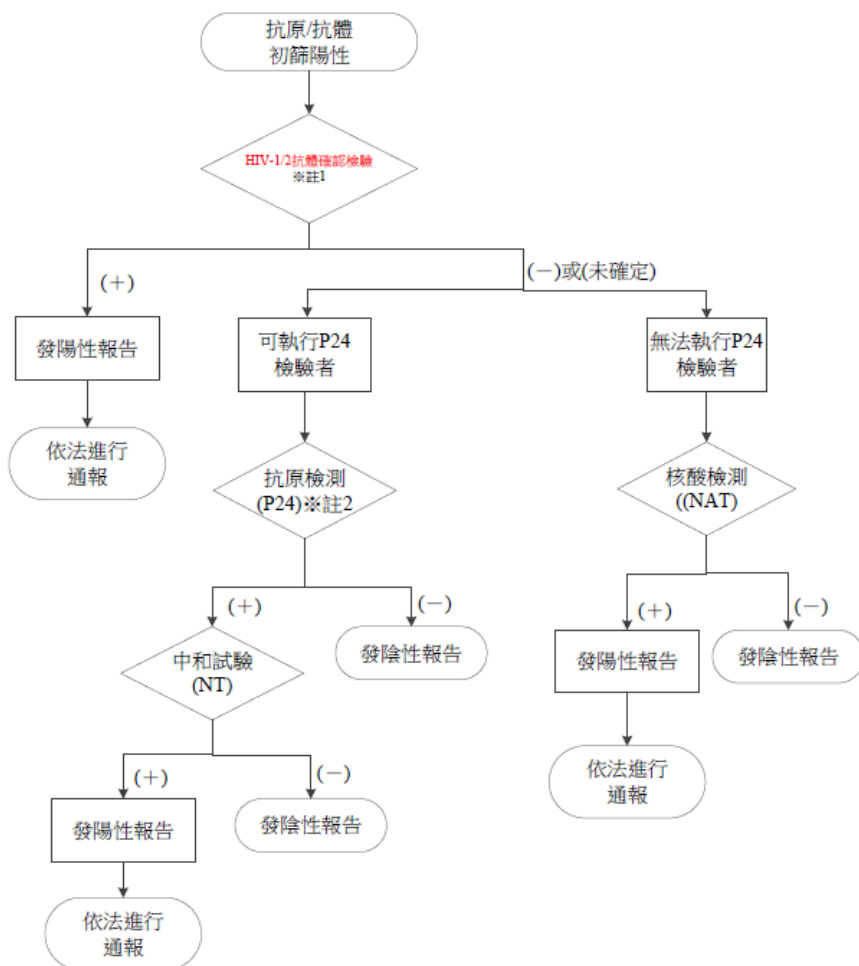 抗原/抗體
初篩陽性
HIV-1/2抗體確認檢驗
※註1
(＋)
(－)或(未確定)
發陽性報告
可執行P24
檢驗者
無法執行P24
檢驗者
依法進行
通報
抗原檢測
(P24)※註2
核酸檢測
((NAT)
(＋)
(－)
(＋)
(－)
中和試驗
(NT)
發陰性報告
發陽性報告
發陰性報告
(＋)
(－)
依法進行
通報
發陽性報告
發陰性報告
依法進行
通報